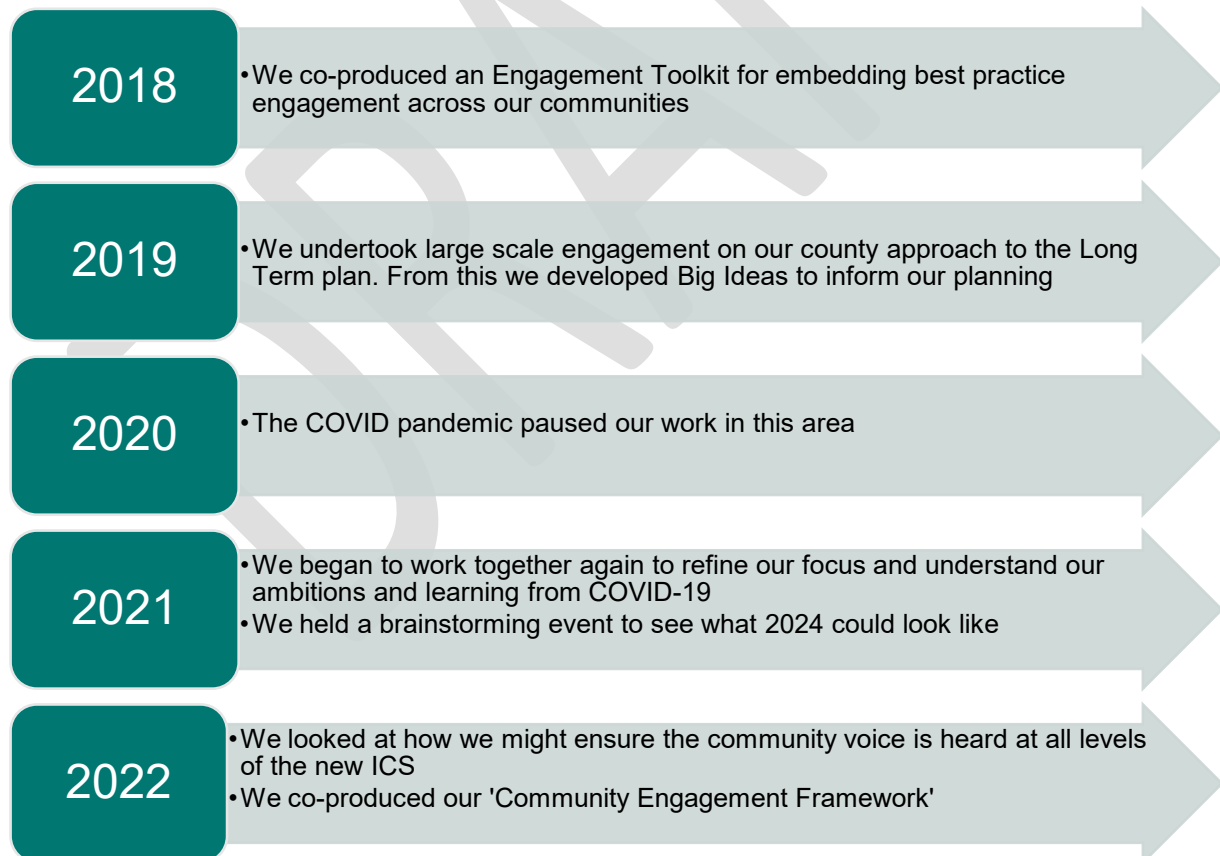 2018
•We co-produced an Engagement Toolkit for embedding best practice
engagement across our communities
2019
•We undertook large scale engagement on our county approach to the Long
Term plan. From this we developed Big Ideas to inform our planning
2020
•The COVID pandemic paused our work in this area
2021
•We began to work together again to refine our focus and understand our
ambitions and learning from COVID-19
•We held a brainstorming event to see what 2024 could look like
2022
•We looked at how we might ensure the community voice is heard at all levels
of the new ICS
•We co-produced our 'Community Engagement Framework'